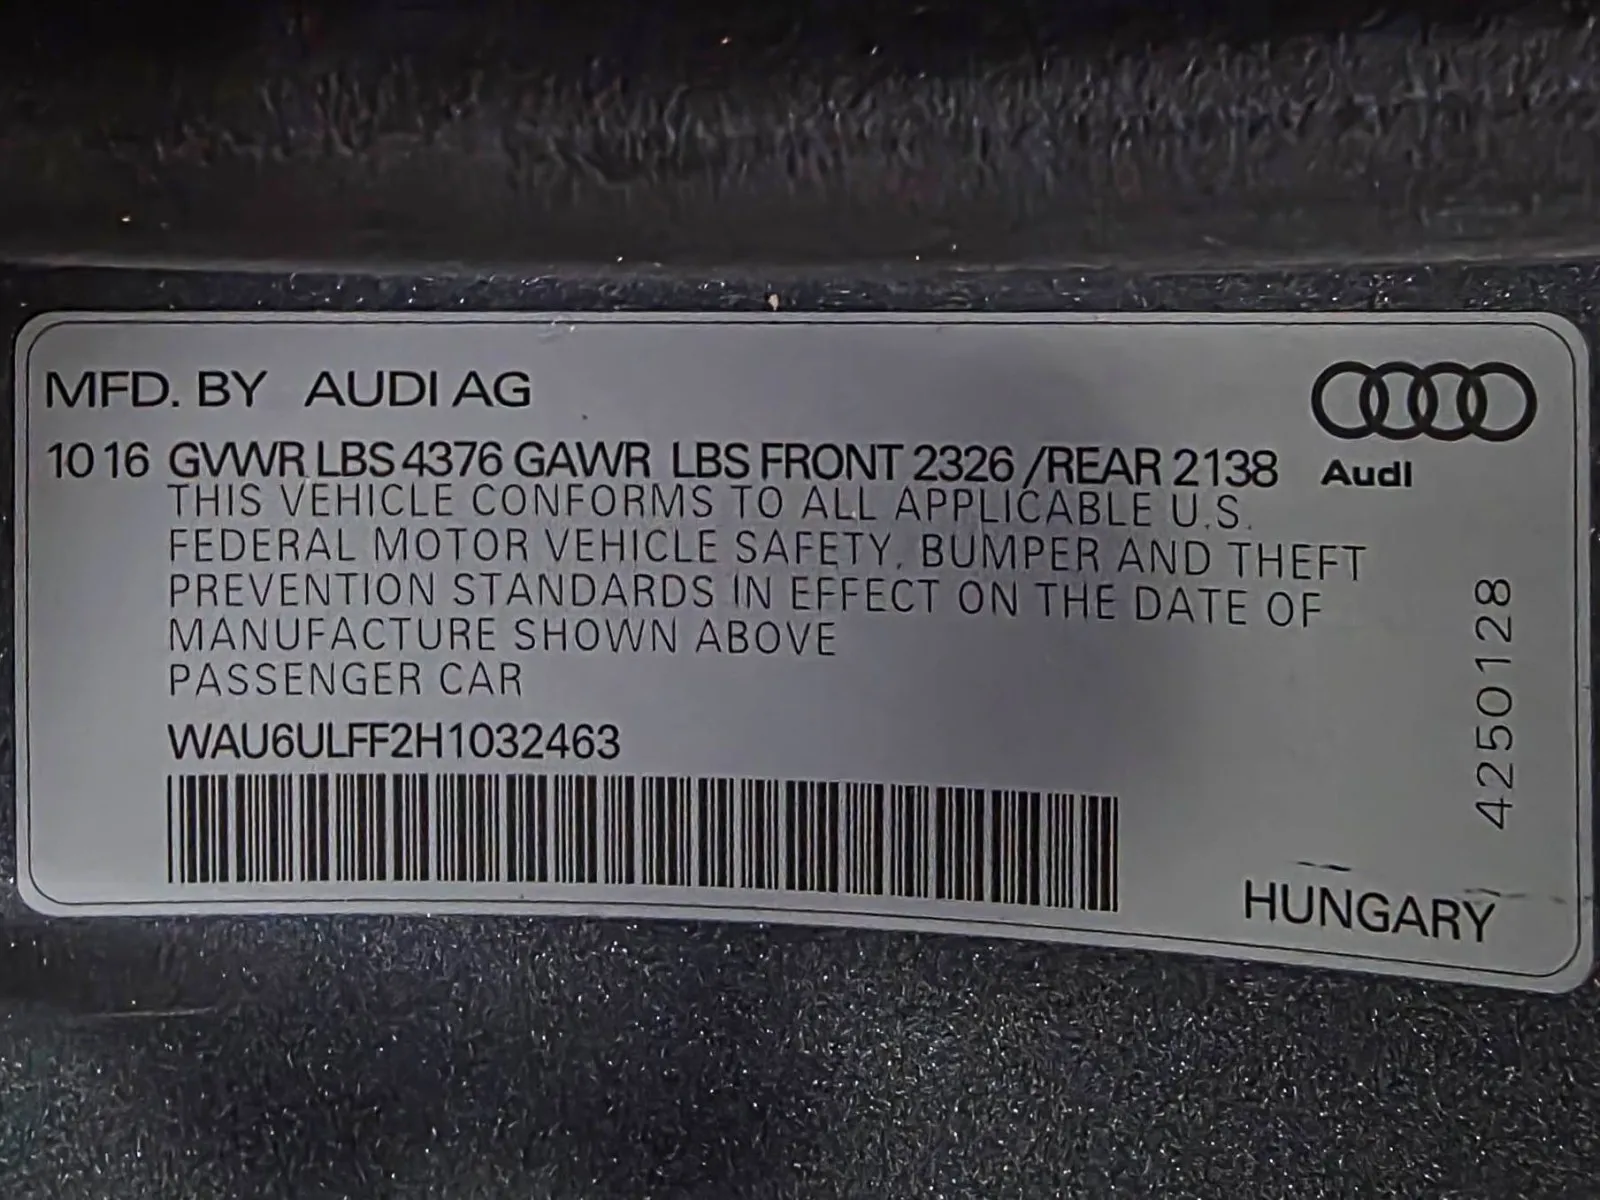 MFD. BY AUDI AG
10 16 GVWR LBS 4376 GAWR LBS FRONT 2326 /REAR 2138
Audi
THIS VEHICLE CONFORMS TO ALL APPLICABLE U.S.
FEDERAL MOTOR VEHICLE SAFETY, BUMPER AND THEFT
PREVENTION STANDARDS IN EFFECT ON THE DATE OF
MANUFACTURE SHOWN ABOVE
PASSENGER CAR
WAU6ULFF2H1032463
4250128
HUNGARY